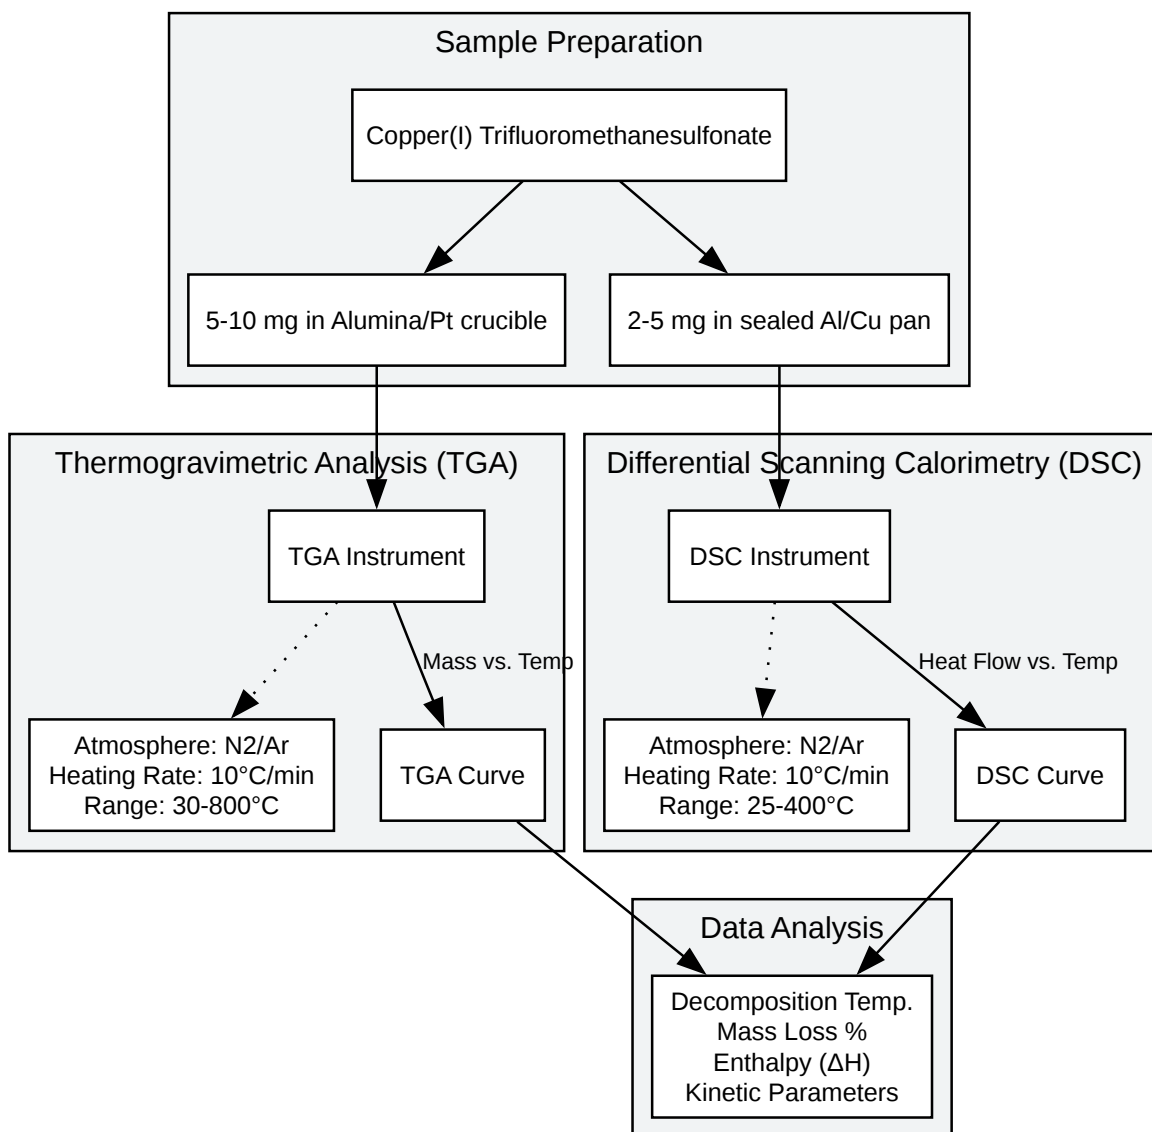 Sample Preparation
Copper(I) Trifluoromethanesulfonate
5-10 mg in Alumina/Pt crucible
2-5 mg in sealed Al/Cu pan
Thermogravimetric Analysis (TGA)
Differential Scanning Calorimetry (DSC)
TGA Instrument
DSC Instrument
Mass vs. Temp
Heat Flow vs. Temp
Atmosphere: N2/Ar
Heating Rate: 10°C/min
Range: 30-800°C
TGA Curve
Atmosphere: N2/Ar
Heating Rate: 10°C/min
Range: 25-400°C
DSC Curve
Data Analysis
Decomposition Temp.
Mass Loss %
Enthalpy (ΔH)
Kinetic Parameters